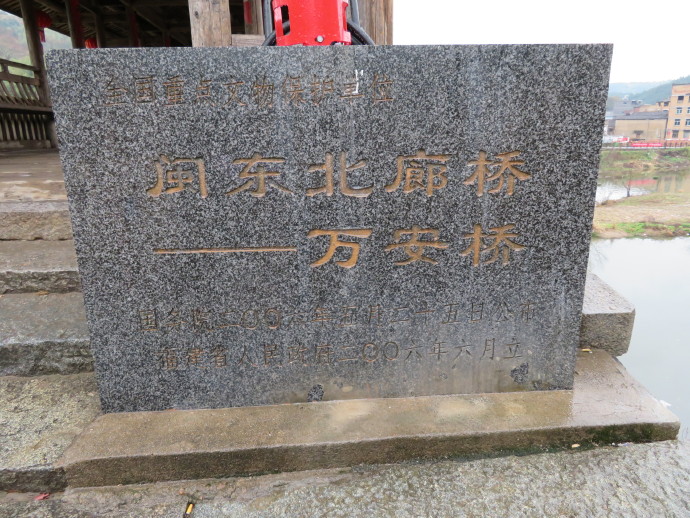 全国重点文物保护单位
闽东北廊桥
——万安桥
国务院二〇〇六年五月二十五日公布
福建省人民政府二〇〇六年六月立